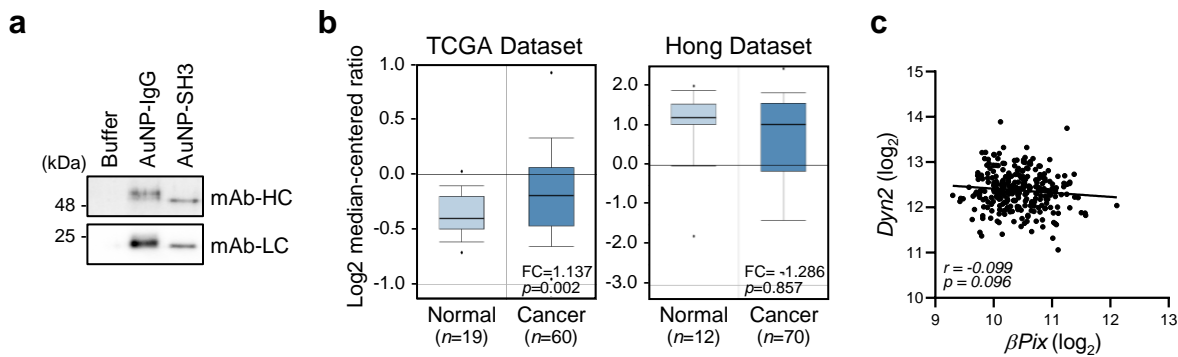 a
(kDa)
48
25
Buffer
AuNP-IgG
AuNP-SH3
mAb-HC
mAb-LC
b
TCGA Dataset
Log2 median-centered ratio
1.0
0.5
0.0
-0.5
-1.0
FC=1.137
p=0.002
Normal
(n=19)
Cancer
(n=60)
Hong Dataset
2.0
1.0
0.0
-1.0
-2.0
-3.0
FC= -1.286
p=0.857
Normal
(n=12)
Cancer
(n=70)
c
Dyn2 (log2)
15
14
13
12
11
10
r = -0.099
p = 0.096
9
10
11
12
13
βPix (log2)